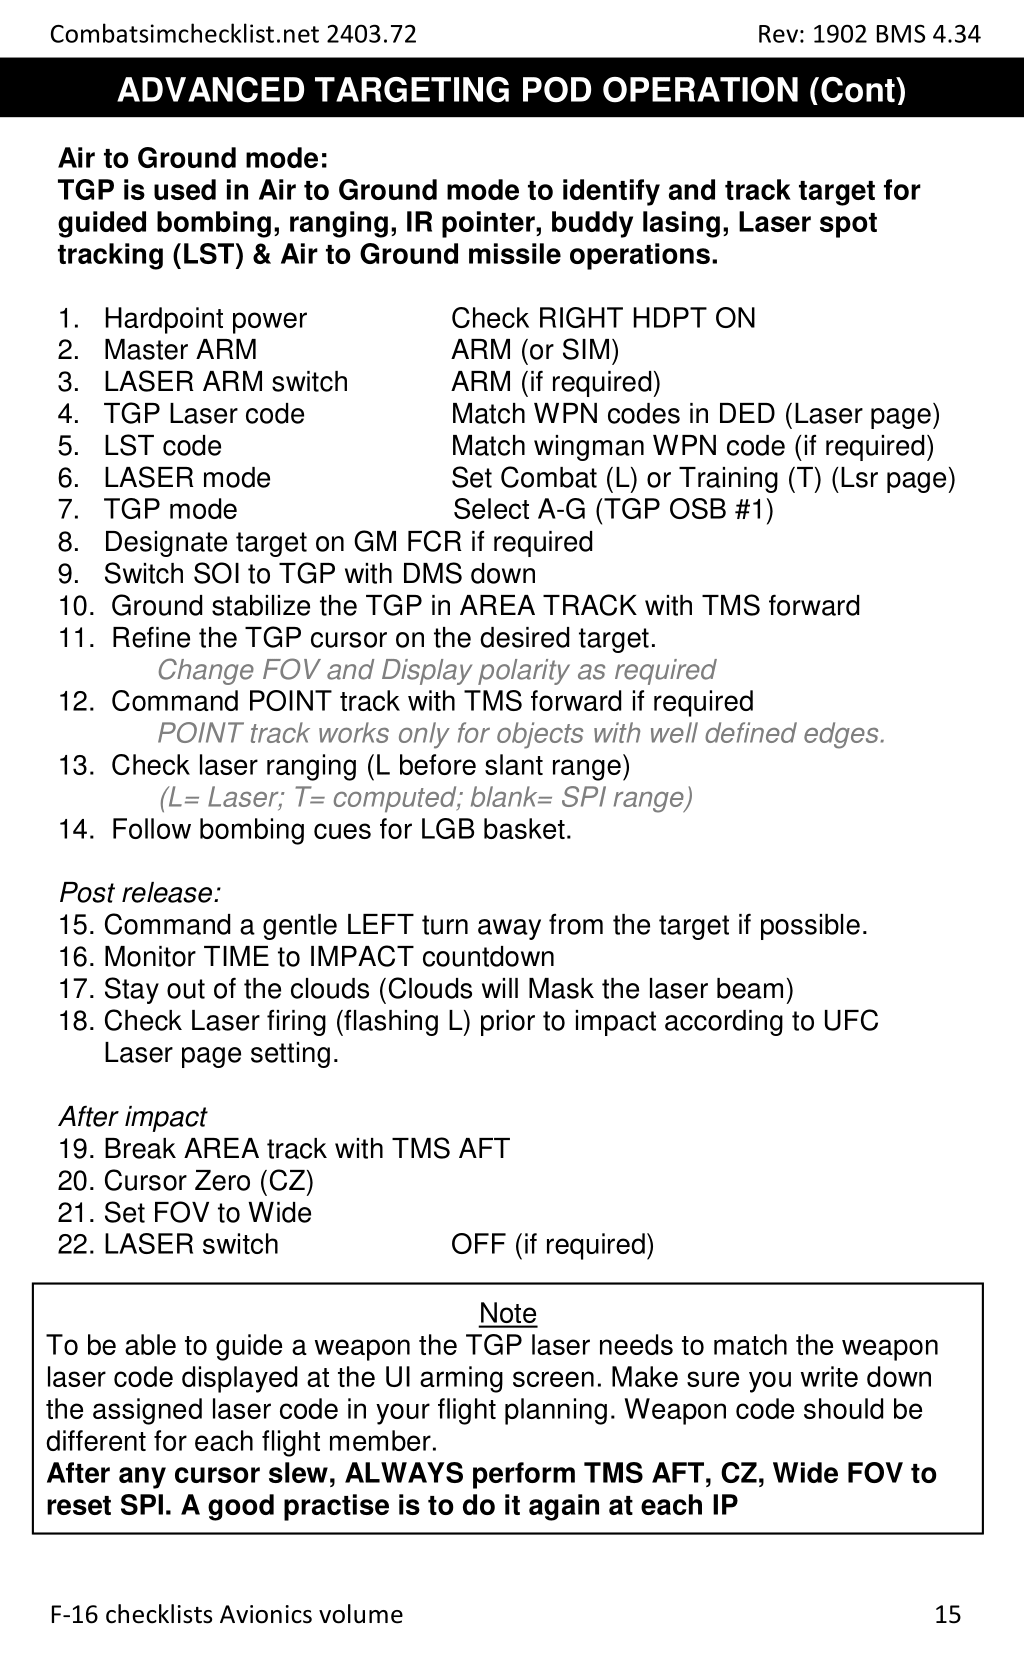 Combatsimchecklist.net 2403.72 Rev: 1902 BMS 4.34
ADVANCED TARGETING POD OPERATION (Cont)
Air to Ground mode:
TGP is used in Air to Ground mode to identify and track target for
guided bombing, ranging, IR pointer, buddy lasing, Laser spot
tracking (LST) & Air to Ground missile operations.
1. Hardpoint power Check RIGHT HDPT ON
2. Master ARM ARM (or SIM)
3. LASER ARM switch ARM (if required)
4. TGP Laser code Match WPN codes in DED (Laser page)
5. LST code Match wingman WPN code (if required)
6. LASER mode Set Combat (L) or Training (T) (Lsr page)
7. TGP mode Select A-G (TGP OSB #1)
8. Designate target on GM FCR if required
9. Switch SOI to TGP with DMS down
10. Ground stabilize the TGP in AREA TRACK with TMS forward
11. Refine the TGP cursor on the desired target.
Change FOV and Display polarity as required
12. Command POINT track with TMS forward if required
POINT track works only for objects with well defined edges.
13. Check laser ranging (L before slant range)
(L= Laser; T= computed; blank= SPI range)
14. Follow bombing cues for LGB basket.
Post release:
15. Command a gentle LEFT turn away from the target if possible.
16. Monitor TIME to IMPACT countdown
17. Stay out of the clouds (Clouds will Mask the laser beam)
18. Check Laser firing (flashing L) prior to impact according to UFC
Laser page setting.
After impact
19. Break AREA track with TMS AFT
20. Cursor Zero (CZ)
21. Set FOV to Wide
22. LASER switch OFF (if required)
Note
To be able to guide a weapon the TGP laser needs to match the weapon
laser code displayed at the UI arming screen. Make sure you write down
the assigned laser code in your flight planning. Weapon code should be
different for each flight member.
After any cursor slew, ALWAYS perform TMS AFT, CZ, Wide FOV to
reset SPI. A good practise is to do it again at each IP
F-16 checklists Avionics volume 15